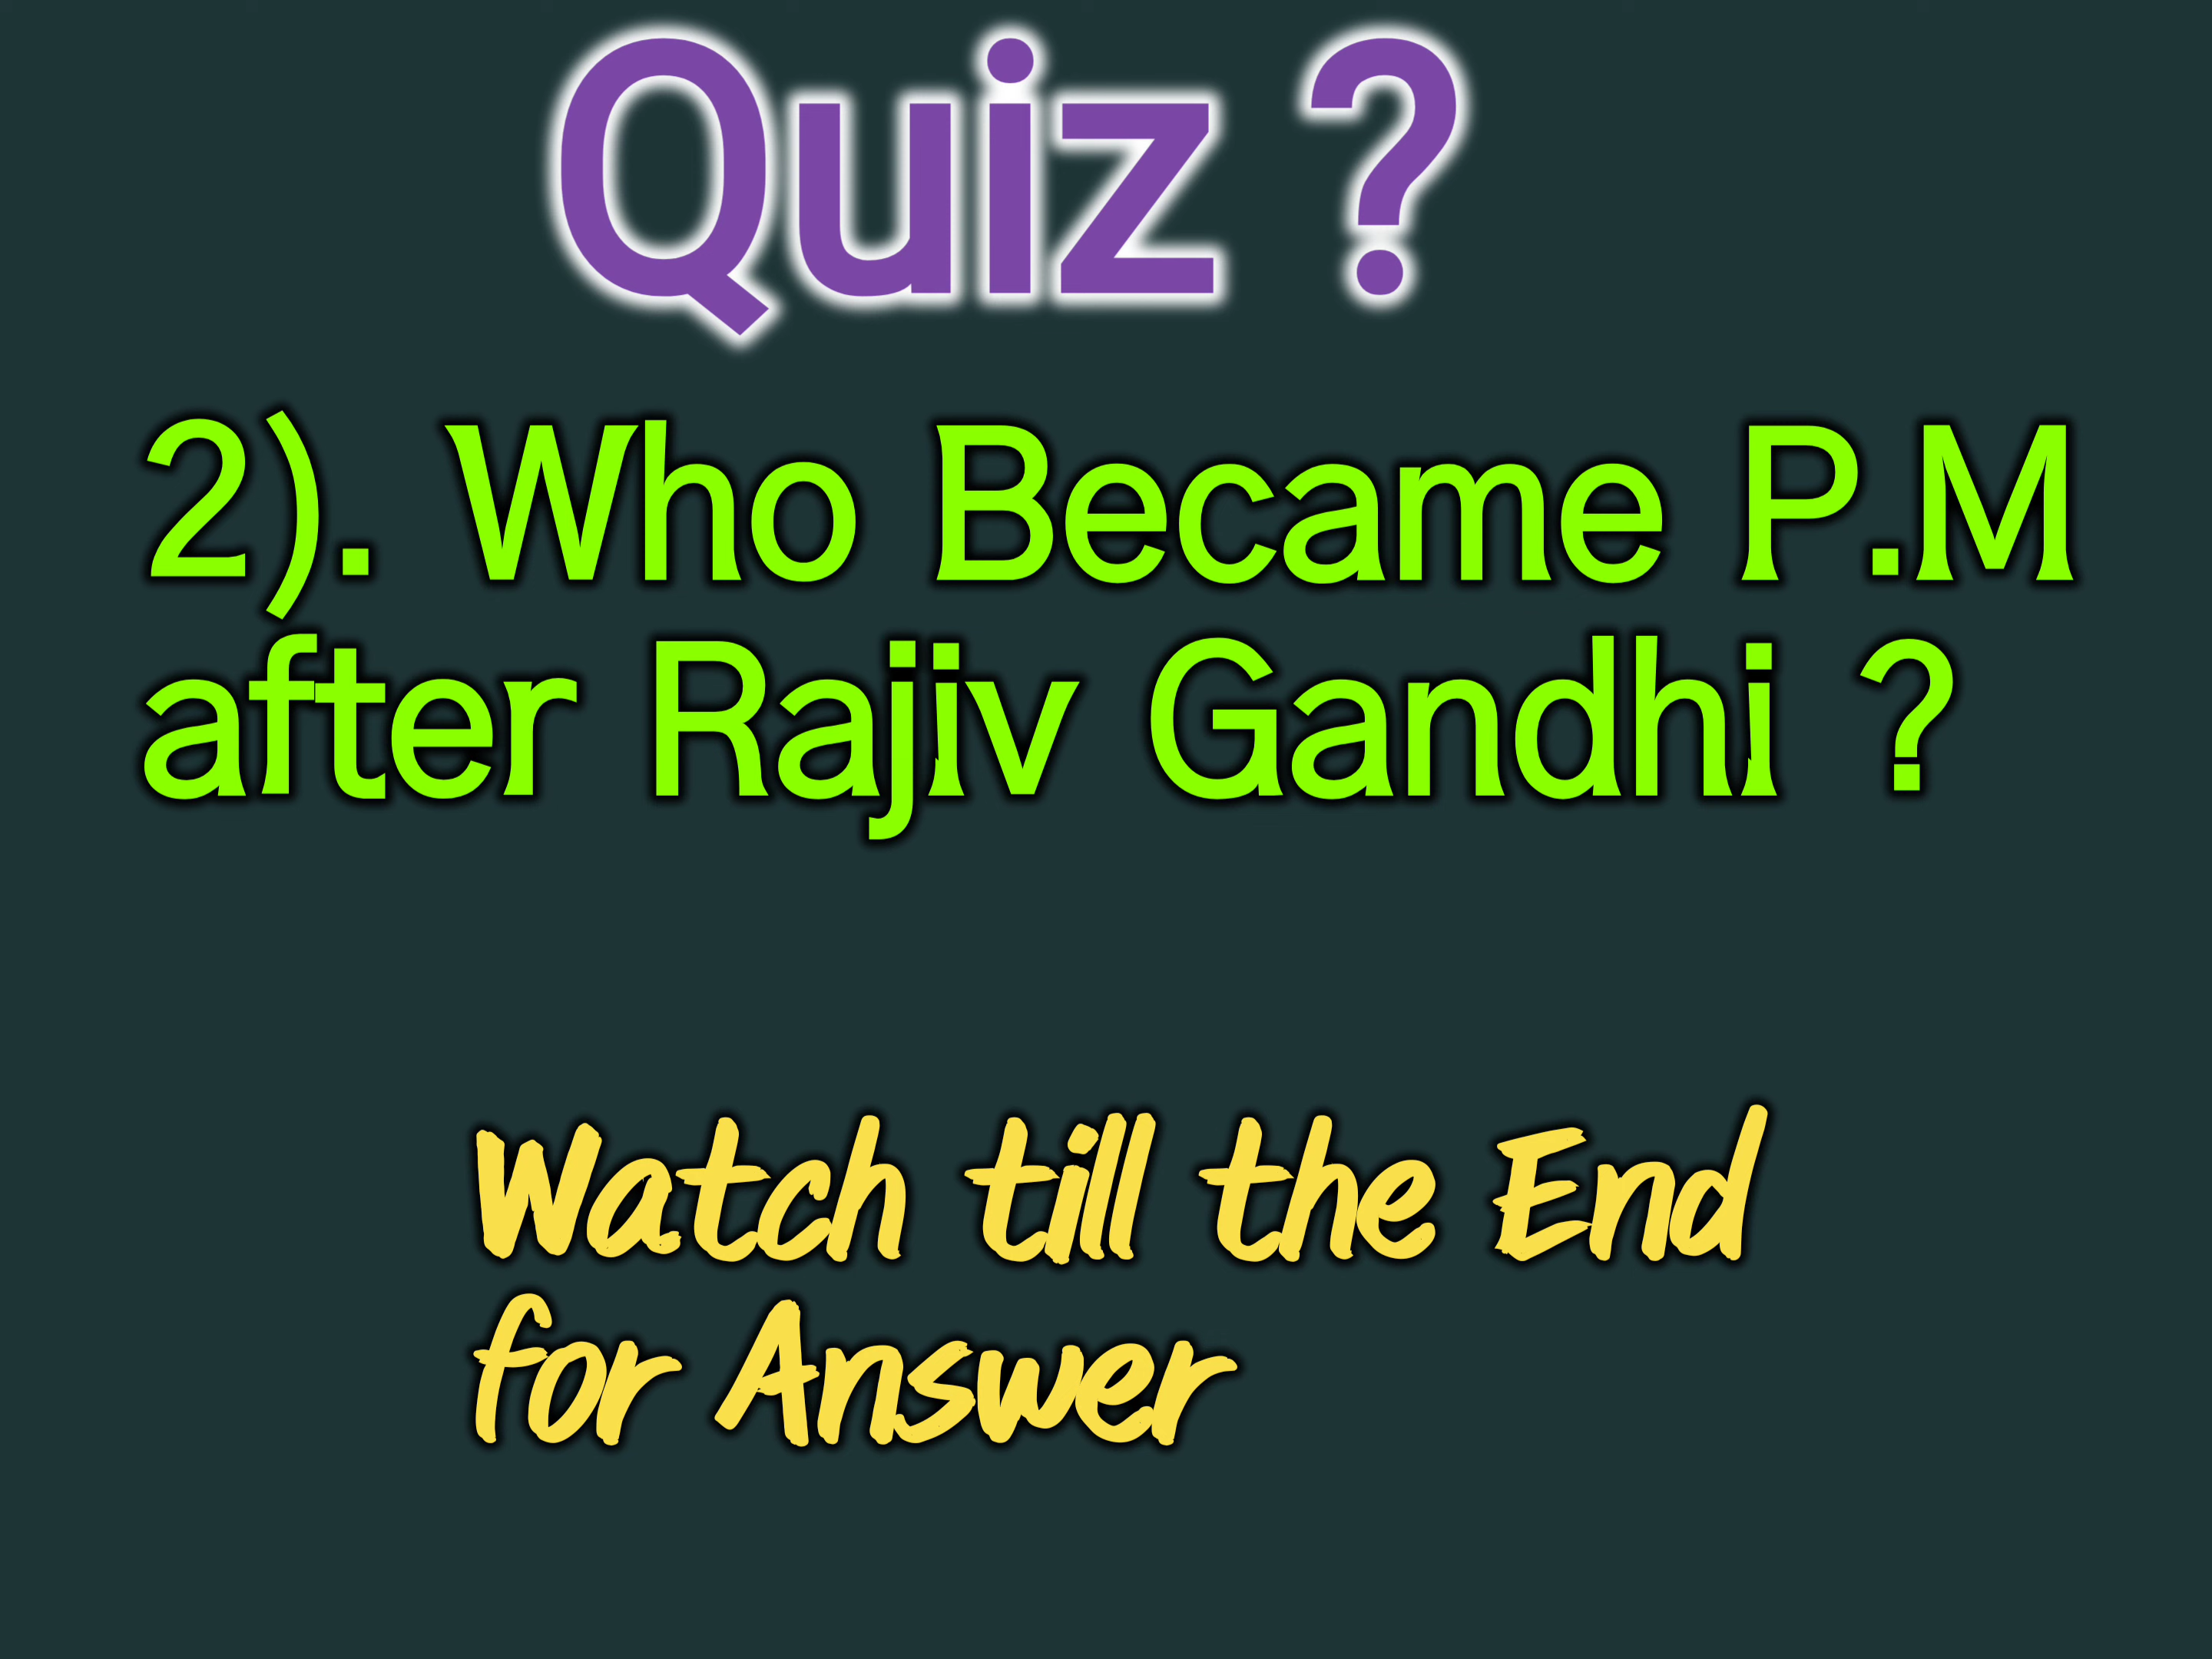 Quiz ?
2). Who Became P.M
after Rajiv Gandhi ?
Watch till the End
for Answer